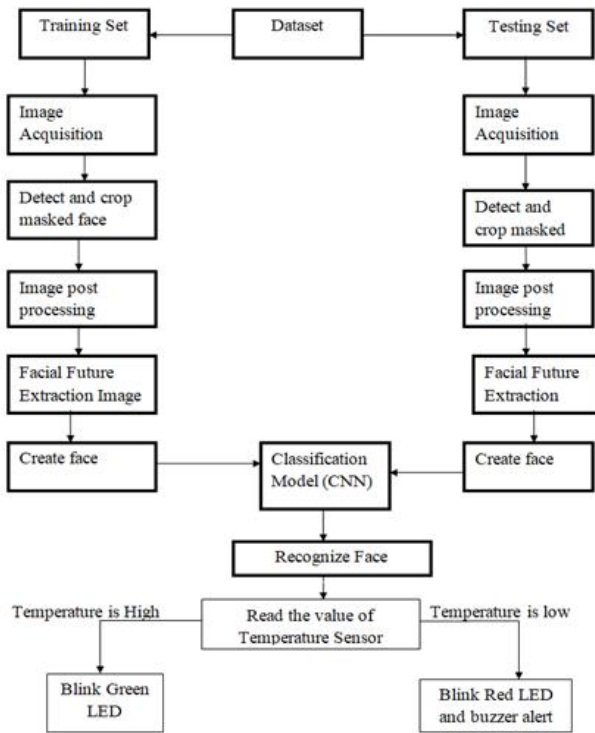 Training Set
Dataset
Testing Set
Image
Acquisition
Image
Acquisition
Detect and crop
masked face
Detect and
crop masked
Image post
processing
Image post
processing
Facial Future
Extraction Image
Facial Future
Extraction
Create face
Classification
Model (CNN)
Create face
Recognize Face
Temperature is High
Read the value of
Temperature Sensor
Temperature is low
Blink Green
LED
Blink Red LED
and buzzer alert